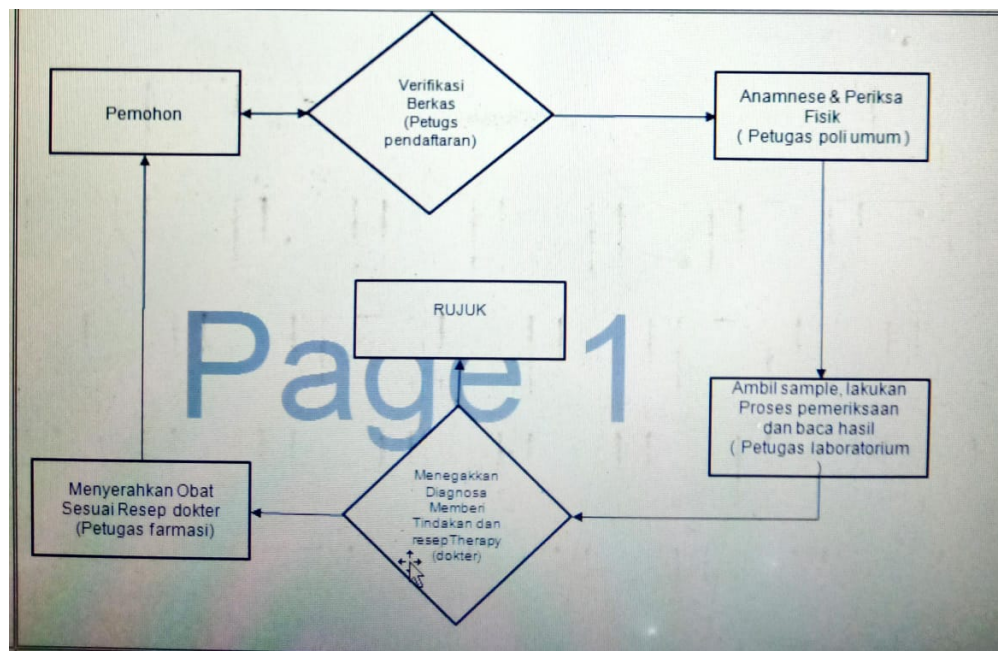 Pemohon
Verifikasi
Berkas
(Petugs
pendaftaran)
Anamnese & Periksa
Fisik
( Petugas poli umum )
RUJUK
Page 1
Ambil sample, lakukan
Proses pemeriksaan
dan baca hasil
( Petugas laboratorium
)
Menegakkan
Diagnosa
Memberi
Tindakan dan
resepTherapy
(dokter)
Menyerahkan Obat
Sesuai Resep dokter
(Petugas farmasi)